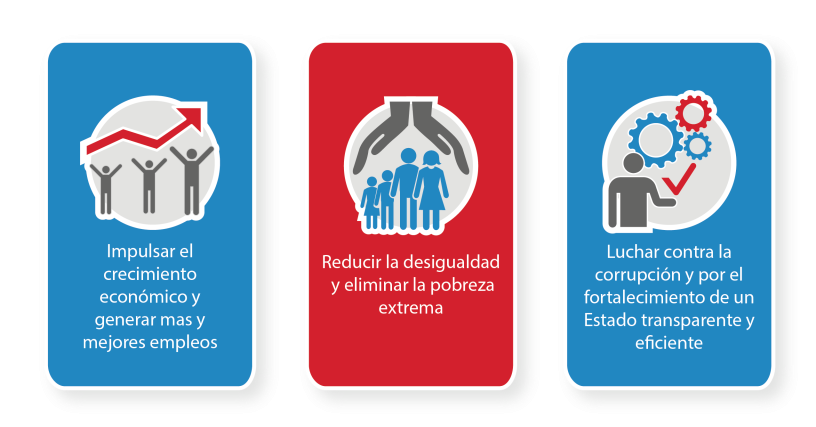 Impulsar el
crecimiento
económico y
generar mas y
mejores empleos
Reducir la desigualdad
y eliminar la pobreza
extrema
Luchar contra la
corrupción y por el
fortalecimiento de un
Estado transparente y
eficiente